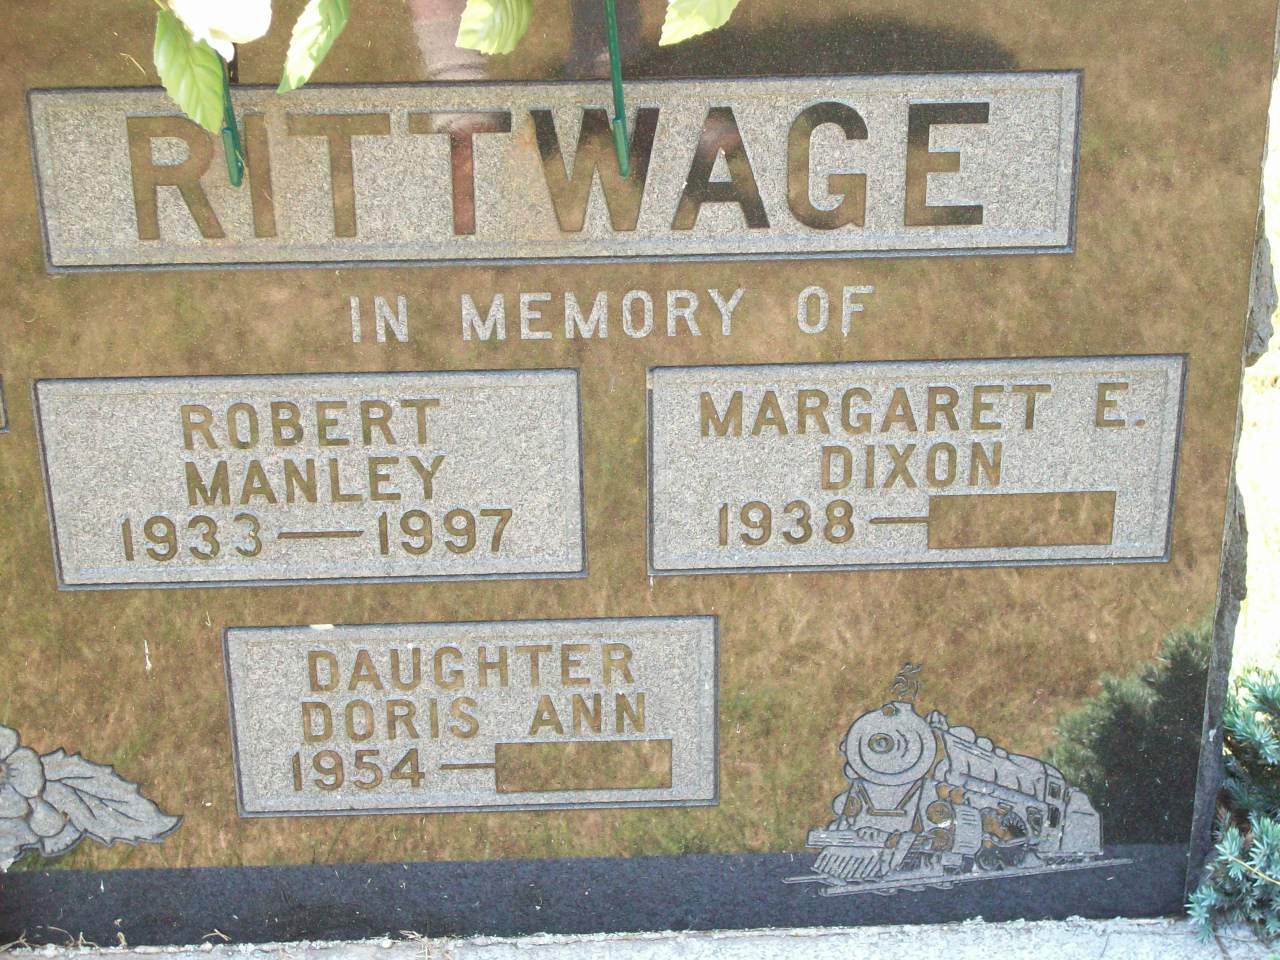 RITTWAGE
IN MEMORY OF
ROBERT
MANLEY
1933 — 1997
MARGARET E.
DIXON
1938 —
DAUGHTER
DORIS ANN
1954 —